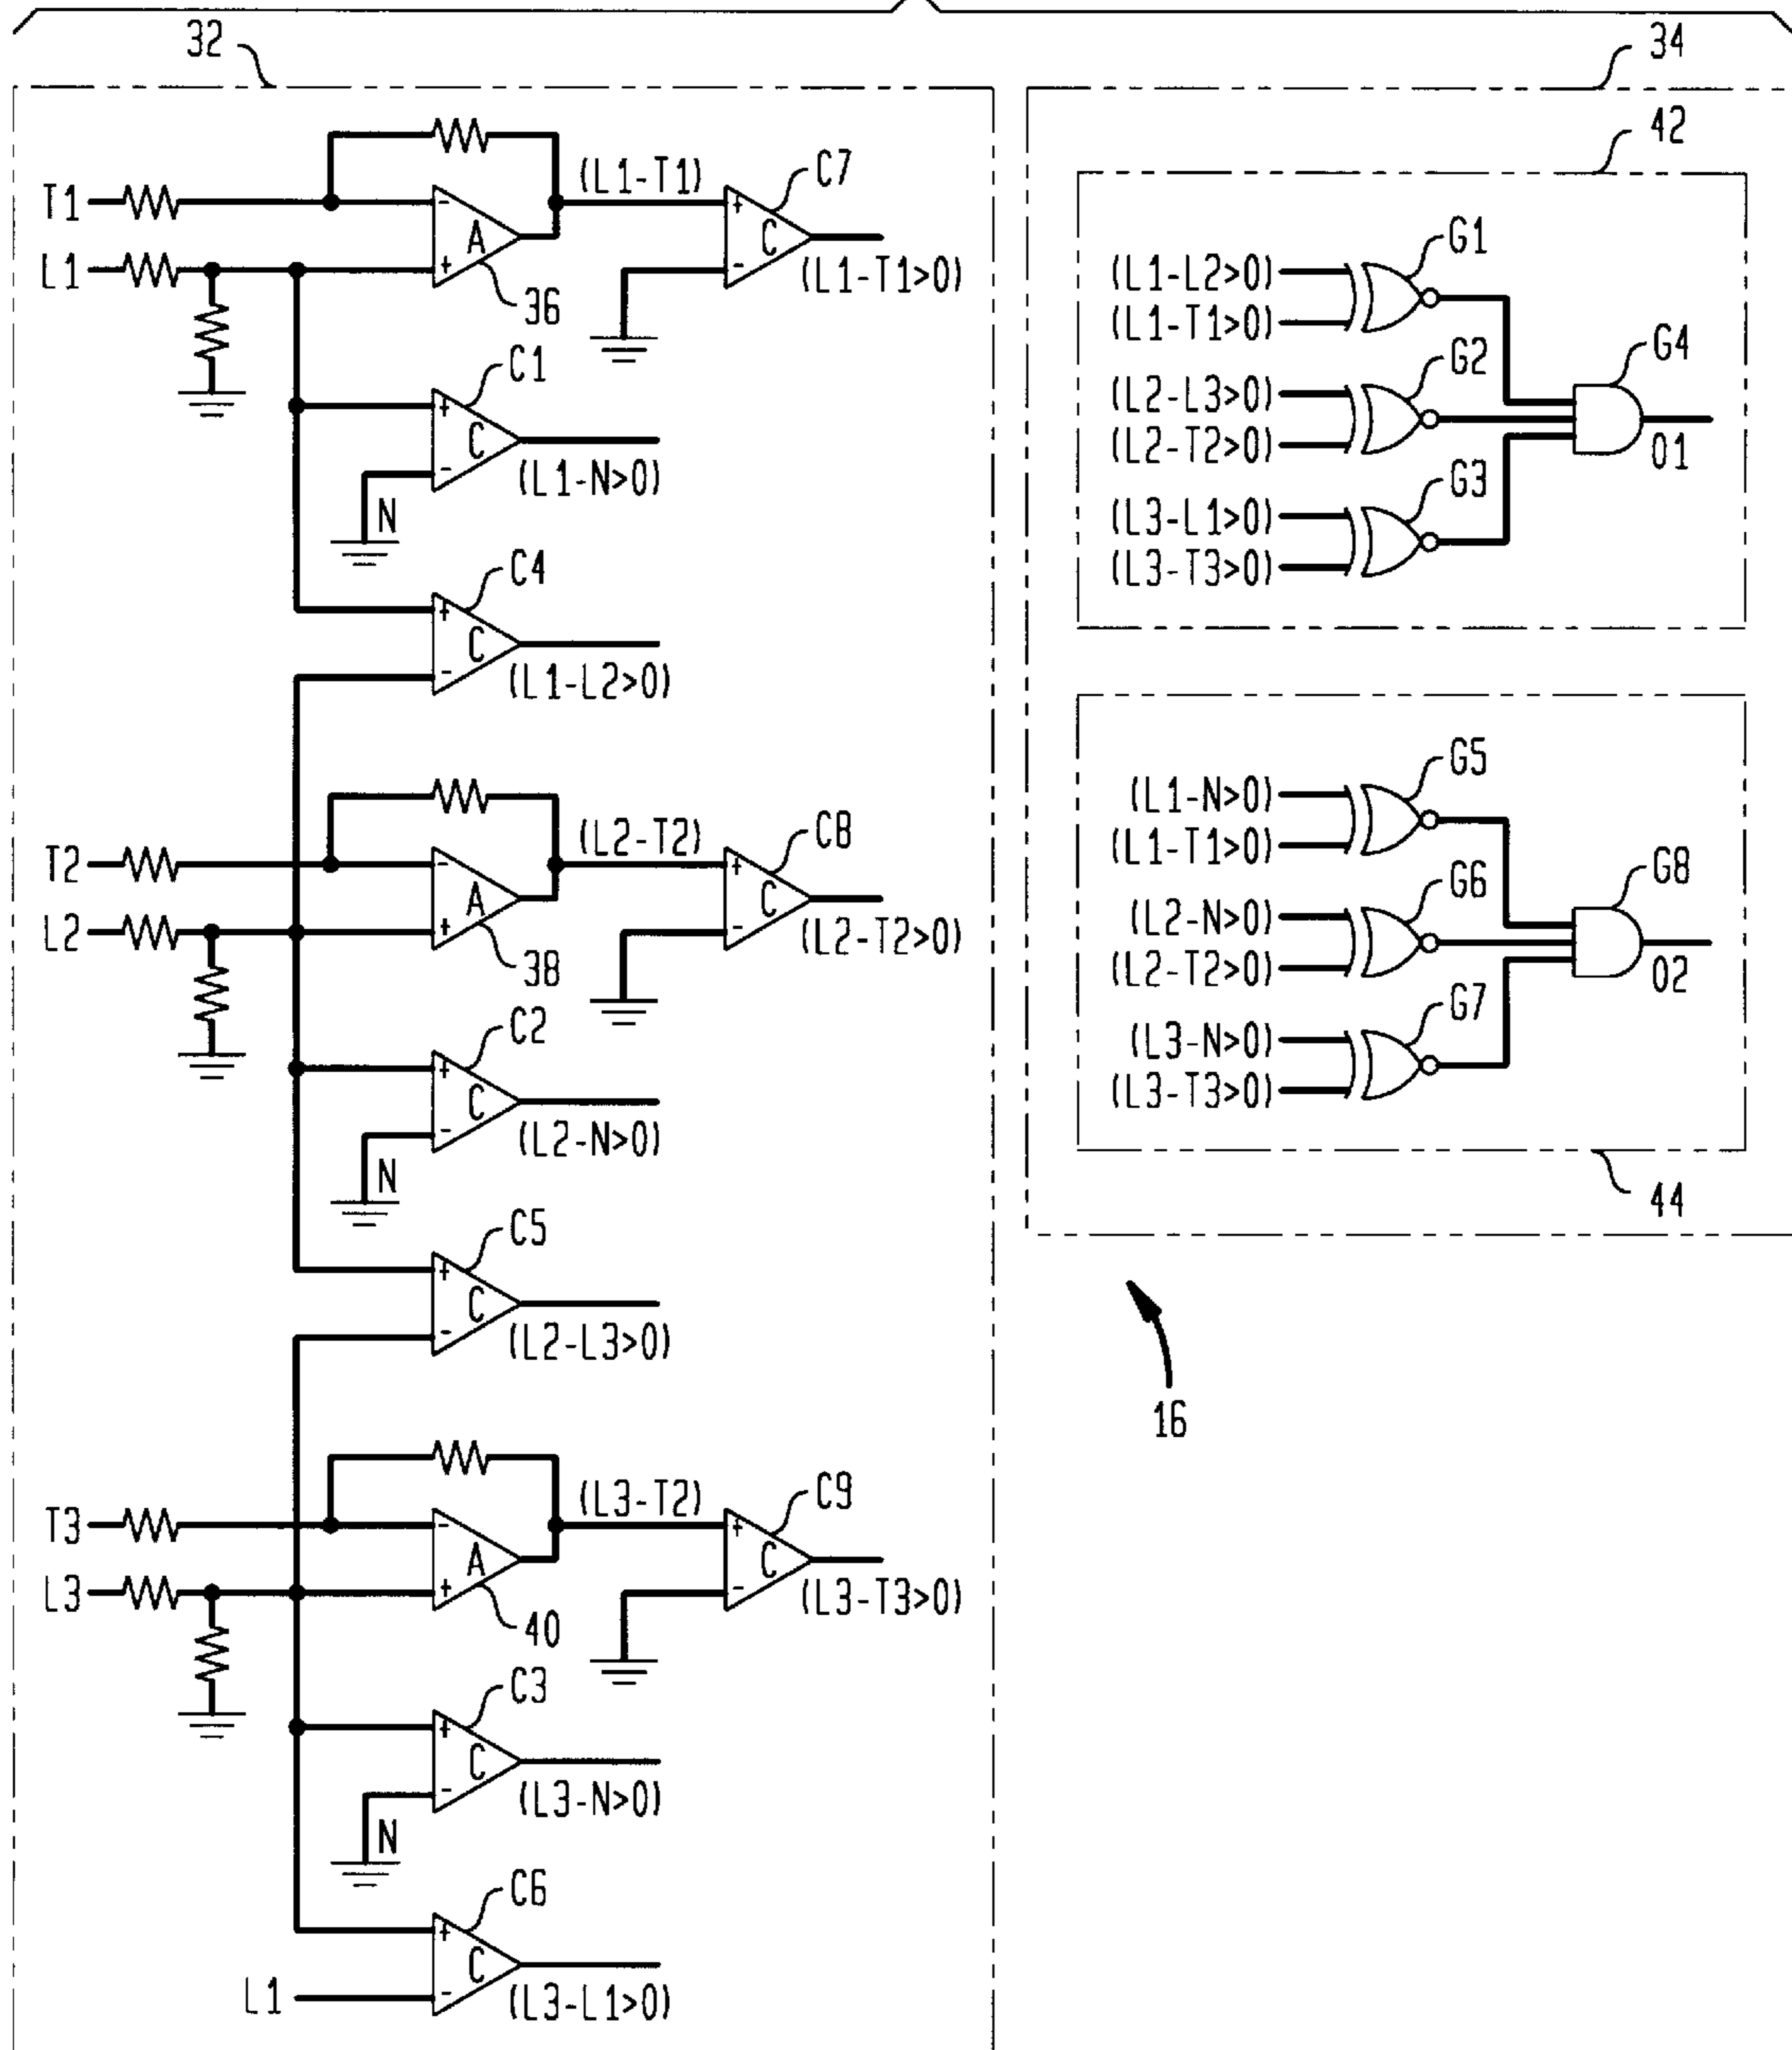 32
34
42
T1
L1
A
36
(L1-T1)
C7
+
-
C
(L1-T1>0)
C1
+
-
C
N
(L1-N>0)
C4
+
-
C
(L1-L2>0)
T2
L2
-
+
A
38
(L2-T2)
C8
+
-
C
(L2-T2>0)
C2
+
-
C
N
(L2-N>0)
C5
+
-
C
(L2-L3>0)
T3
L3
-
+
A
40
(L3-T2)
C9
+
-
C
(L3-T3>0)
C3
+
-
C
N
(L3-N>0)
C6
+
-
C
L1
(L3-L1>0)
(L1-L2>0)
(L1-T1>0)
G1
(L2-L3>0)
(L2-T2>0)
G2
(L3-L1>0)
(L3-T3>0)
G3
G4
O1
(L1-N>0)
(L1-T1>0)
G5
(L2-N>0)
(L2-T2>0)
G6
(L3-N>0)
(L3-T3>0)
G7
G8
O2
44
16